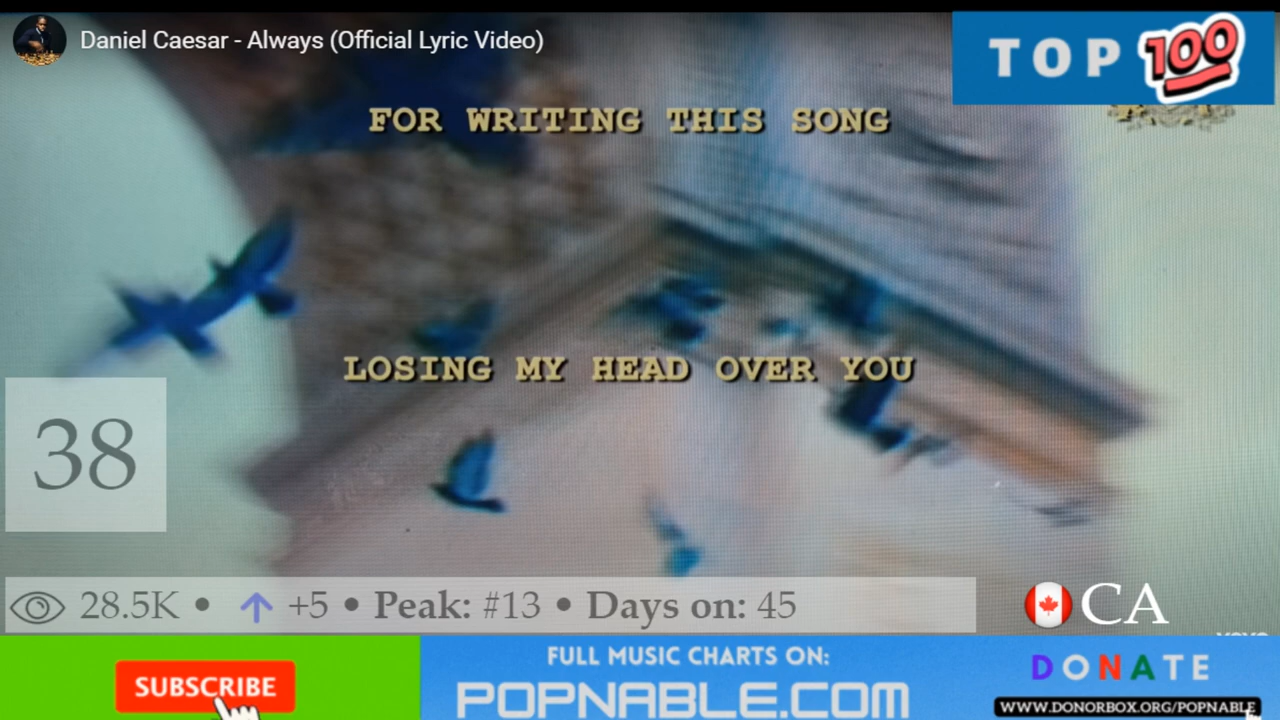 Daniel Caesar - Always (Official Lyric Video)
TOP 100
FOR WRITING THIS SONG
LOSING MY HEAD OVER YOU
38
28.5K • +5 • Peak: #13 • Days on: 45
CA
SUBSCRIBE
FULL MUSIC CHARTS ON:
POPNABLE.COM
DONATE
WWW.DONORBOX.ORG/POPNABLE